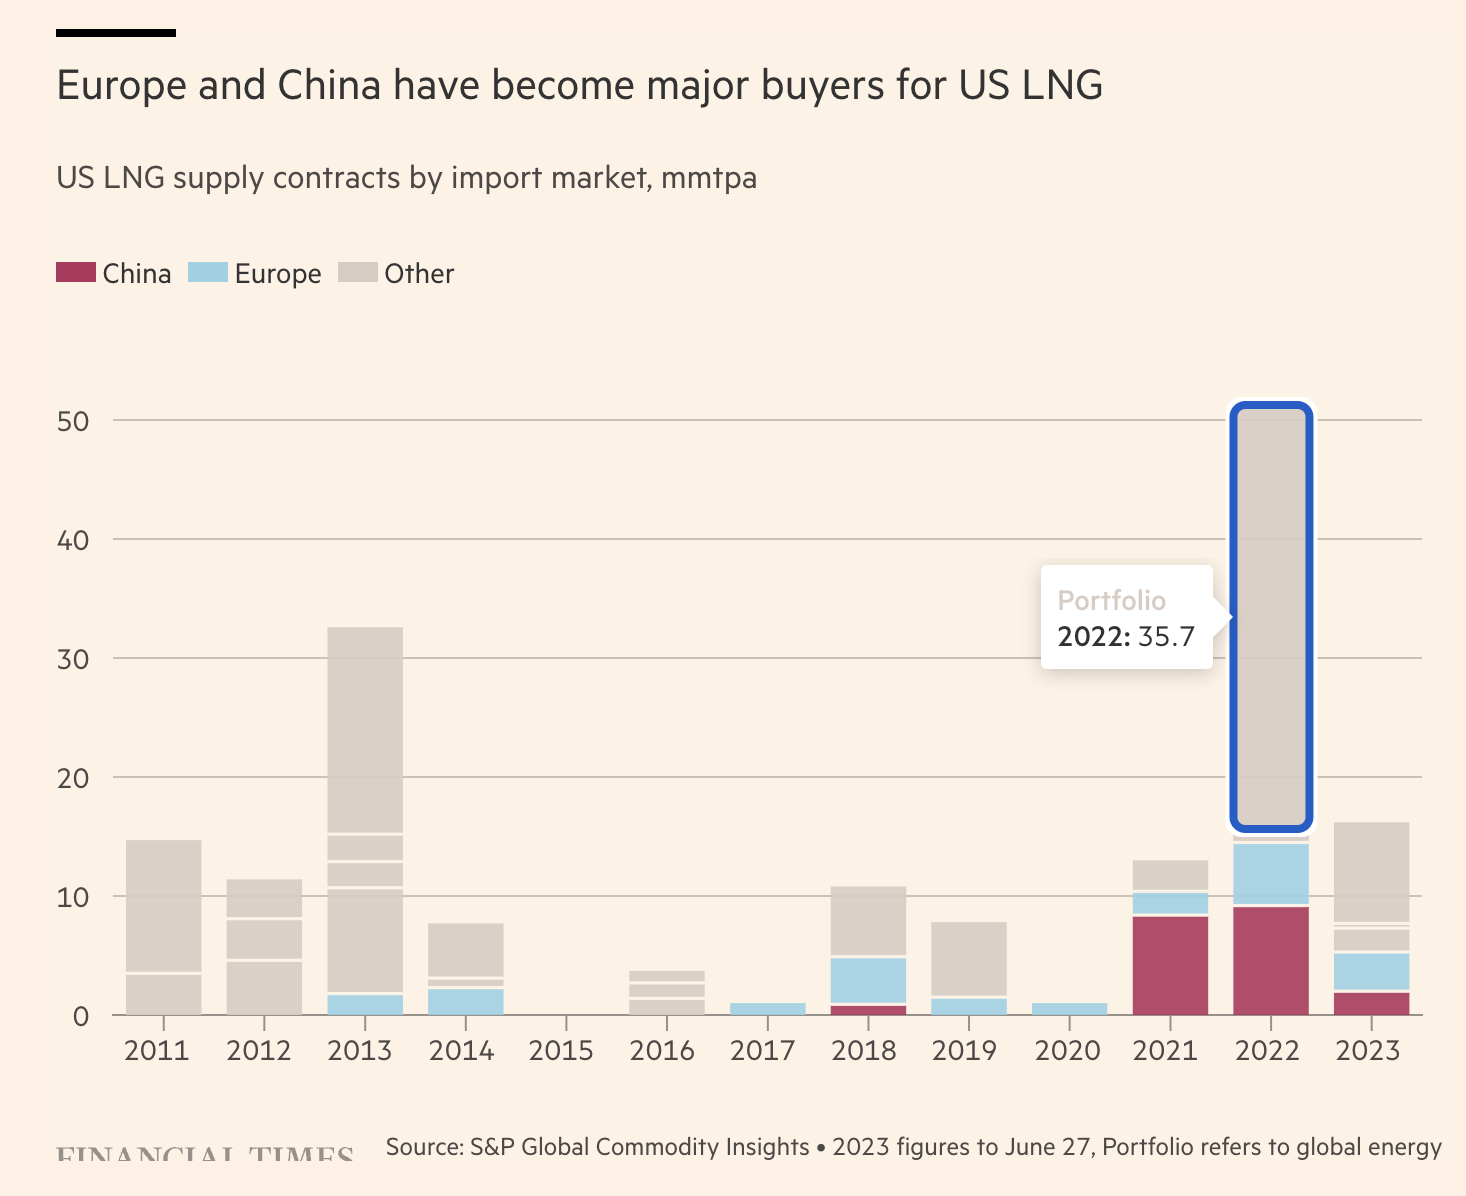 Europe and China have become major buyers for US LNG
US LNG supply contracts by import market, mmtpa
China Europe Other
50
40
Portfolio
2022: 35.7
30
20
10
0
2011 2012 2013 2014 2015 2016 2017 2018 2019 2020 2021 2022 2023
FINANCIAL TIMES Source: S&P Global Commodity Insights • 2023 figures to June 27, Portfolio refers to global energy